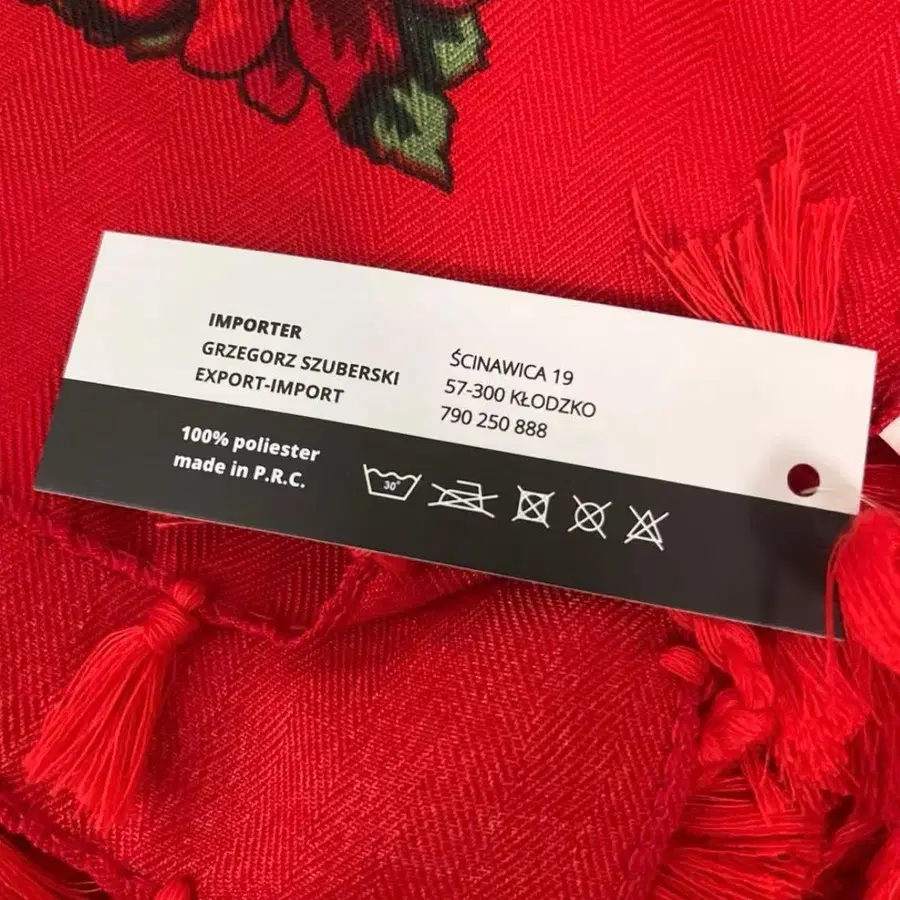 IMPORTER
GRZEGORZ SZUBERSKI
EXPORT-IMPORT
ŚCINAWICA 19
57-300 KŁODZKO
790 250 888
100% poliester
made in P.R.C.
30°